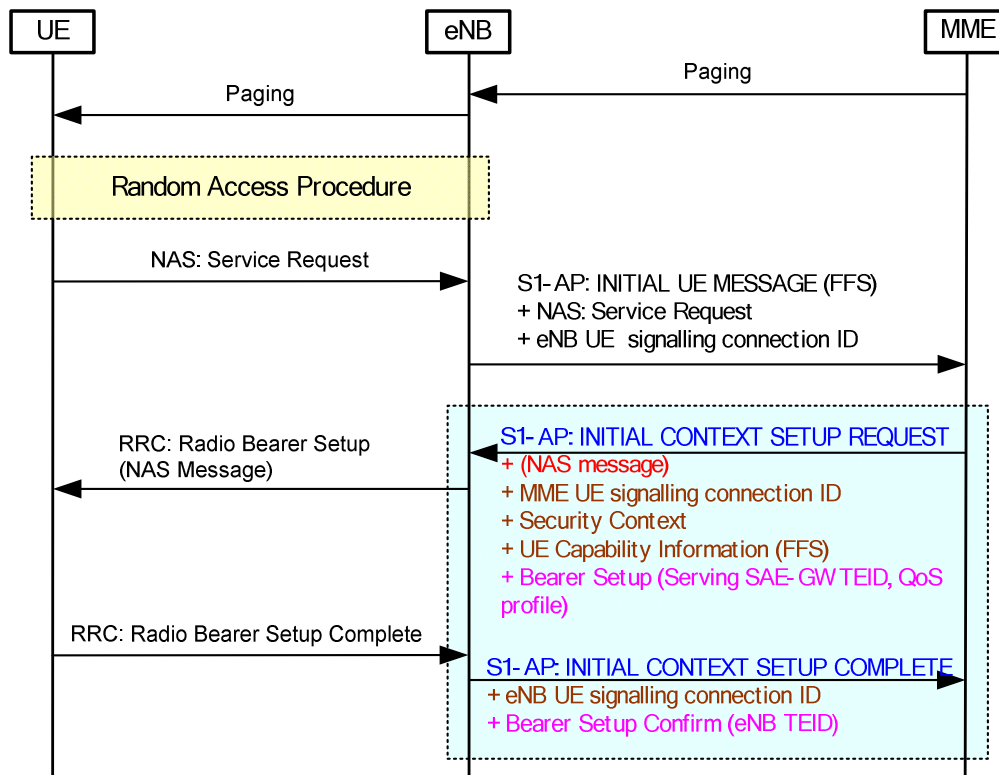 UE
eNB
MME
Paging
Paging
Random Access Procedure
NAS: Service Request
S1-AP: INITIAL UE MESSAGE (FFS)
+ NAS: Service Request
+ eNB UE signalling connection ID
S1-AP: INITIAL CONTEXT SETUP REQUEST
+ (NAS message)
+ MME UE signalling connection ID
+ Security Context
+ UE Capability Information (FFS)
+ Bearer Setup (Serving SAE-GW TEID, QoS
profile)
RRC: Radio Bearer Setup
(NAS Message)
RRC: Radio Bearer Setup Complete
S1-AP: INITIAL CONTEXT SETUP COMPLETE
+ eNB UE signalling connection ID
+ Bearer Setup Confirm (eNB TEID)